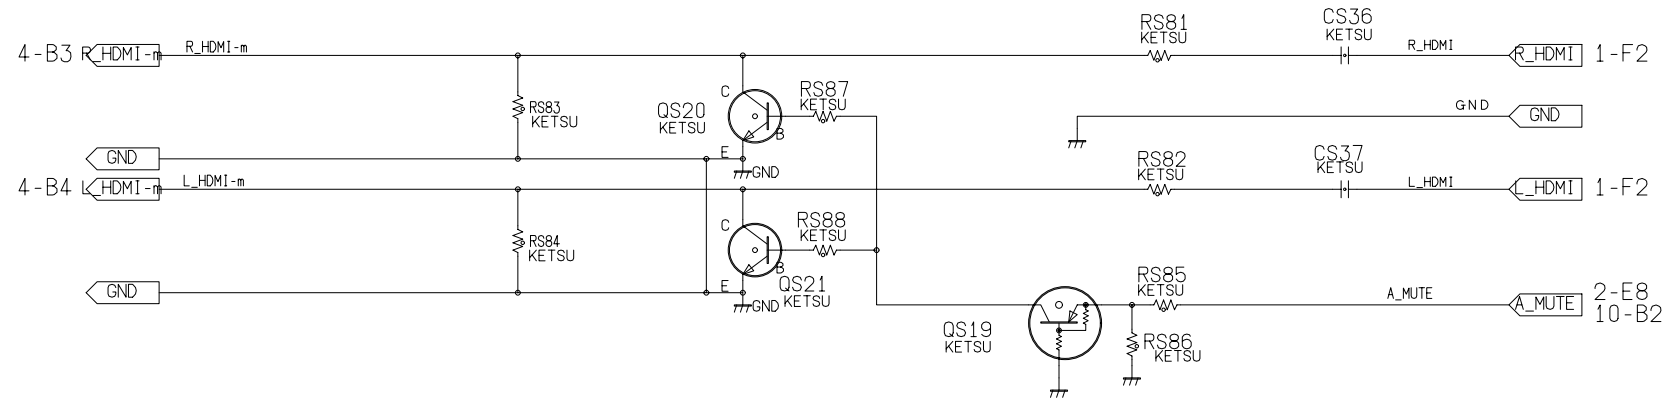 4-B3
R_HDMI-m
R_HDMI-m
RS81
KETSU
CS36
KETSU
R_HDMI
R_HDMI
1-F2
RS83
KETSU
C
QS20
KETSU
B
E
RS87
KETSU
GND
GND
GND
GND
4-B4
L_HDMI-m
L_HDMI-m
RS82
KETSU
CS37
KETSU
L_HDMI
L_HDMI
1-F2
RS84
KETSU
C
B
E
QS21
KETSU
RS88
KETSU
GND
GND
QS19
KETSU
RS85
KETSU
RS86
KETSU
A_MUTE
A_MUTE
2-E8
10-B2